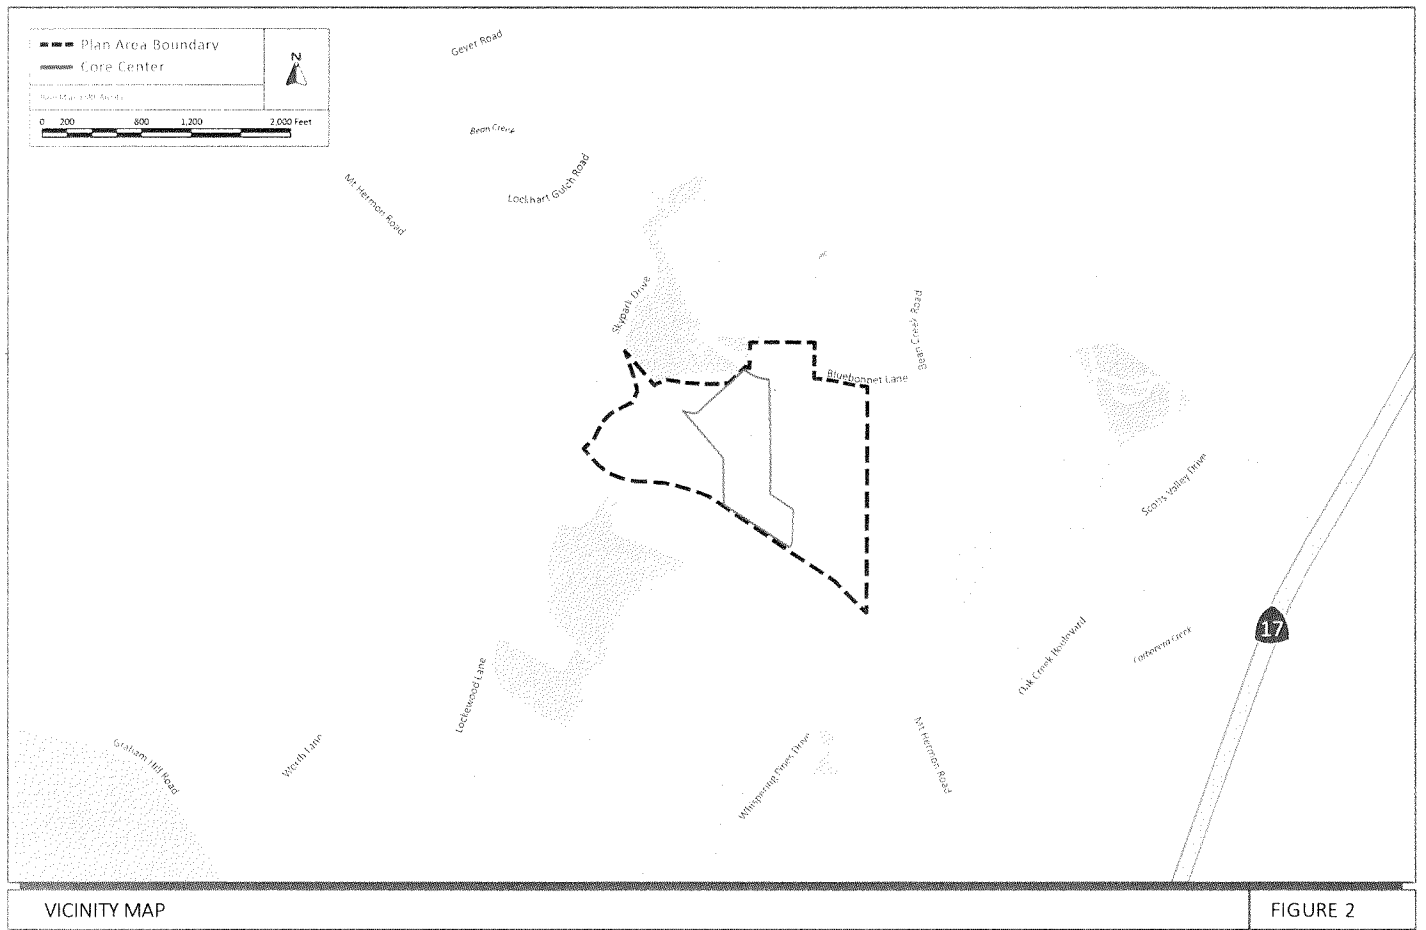 Plan Area Boundary
Core Center
N
0 200 800 1,200 2,000 Feet
Geyer Road
Bean Creek
Lockhart Gulch Road
Mt Hermon Road
Skypark Drive
Bean Creek Road
Bluebonnet Lane
Scotts Valley Drive
17
Oak Creek Boulevard
Carbonera Creek
Lockewood Lane
Graham Hill Road
Worth Lane
Whispering Pines Drive
Mt Hermon Road
VICINITY MAP
FIGURE 2